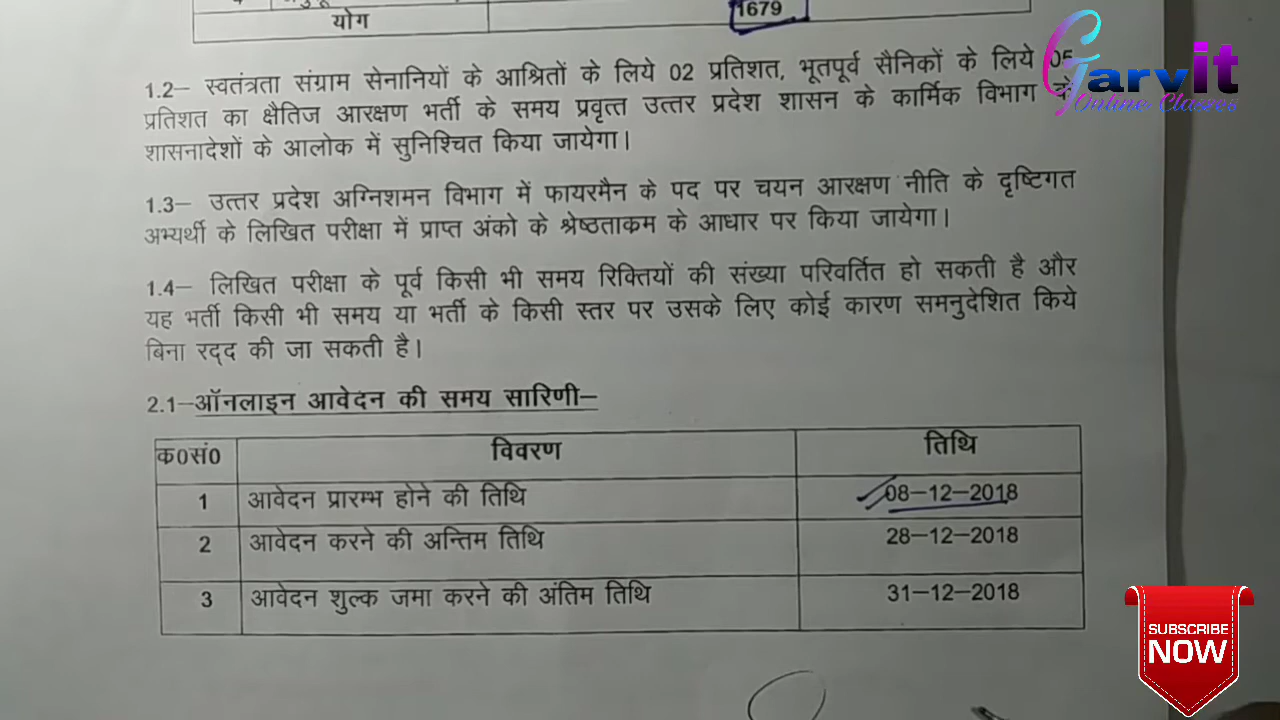 योग
1679
1.2– स्वतंत्रता संग्राम सेनानियों के आश्रितों के लिये 02 प्रतिशत, भूतपूर्व सैनिकों के लिये 05
प्रतिशत का क्षैतिज आरक्षण भर्ती के समय प्रवृत्त उत्तर प्रदेश शासन के कार्मिक विभाग के
शासनादेशों के आलोक में सुनिश्चित किया जायेगा।
1.3– उत्तर प्रदेश अग्निशमन विभाग में फायरमैन के पद पर चयन आरक्षण नीति के दृष्टिगत
अभ्यर्थी के लिखित परीक्षा में प्राप्त अंको के श्रेष्ठताक्रम के आधार पर किया जायेगा।
1.4– लिखित परीक्षा के पूर्व किसी भी समय रिक्तियों की संख्या परिवर्तित हो सकती है और
यह भर्ती किसी भी समय या भर्ती के किसी स्तर पर उसके लिए कोई कारण समनुदेशित किये
बिना रद्द की जा सकती है।
2.1–ऑनलाइन आवेदन की समय सारिणी–
क0सं0 विवरण तिथि
1 आवेदन प्रारम्भ होने की तिथि 08–12–2018
2 आवेदन करने की अन्तिम तिथि 28–12–2018
3 आवेदन शुल्क जमा करने की अंतिम तिथि 31–12–2018
Garvit
Online Classes
SUBSCRIBE
NOW